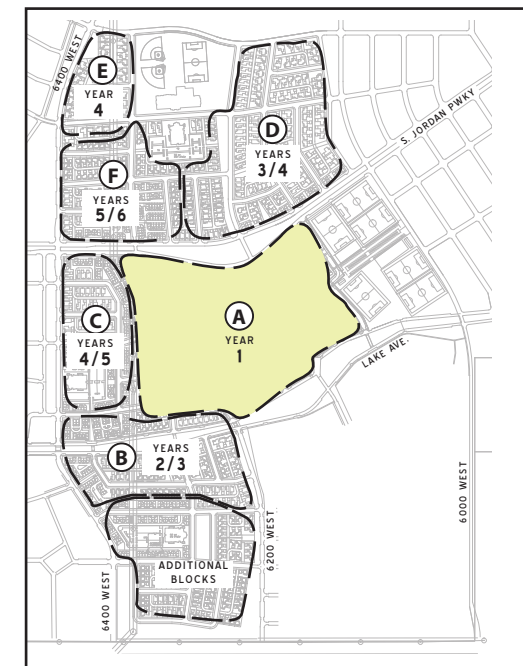 6400 WEST
E
YEAR
4
D
YEARS
3/4
S. JORDAN PWKY
F
YEARS
5/6
C
YEARS
4/5
A
YEAR
1
LAKE AVE.
B
YEARS
2/3
6200 WEST
6000 WEST
ADDITIONAL
BLOCKS
6400 WEST